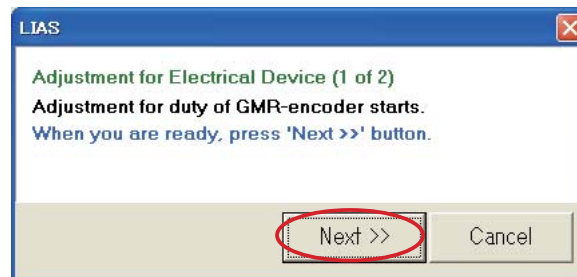 LIAS
Adjustment for Electrical Device (1 of 2)
Adjustment for duty of GMR-encoder starts.
When you are ready, press 'Next >>' button.
Next >>
Cancel